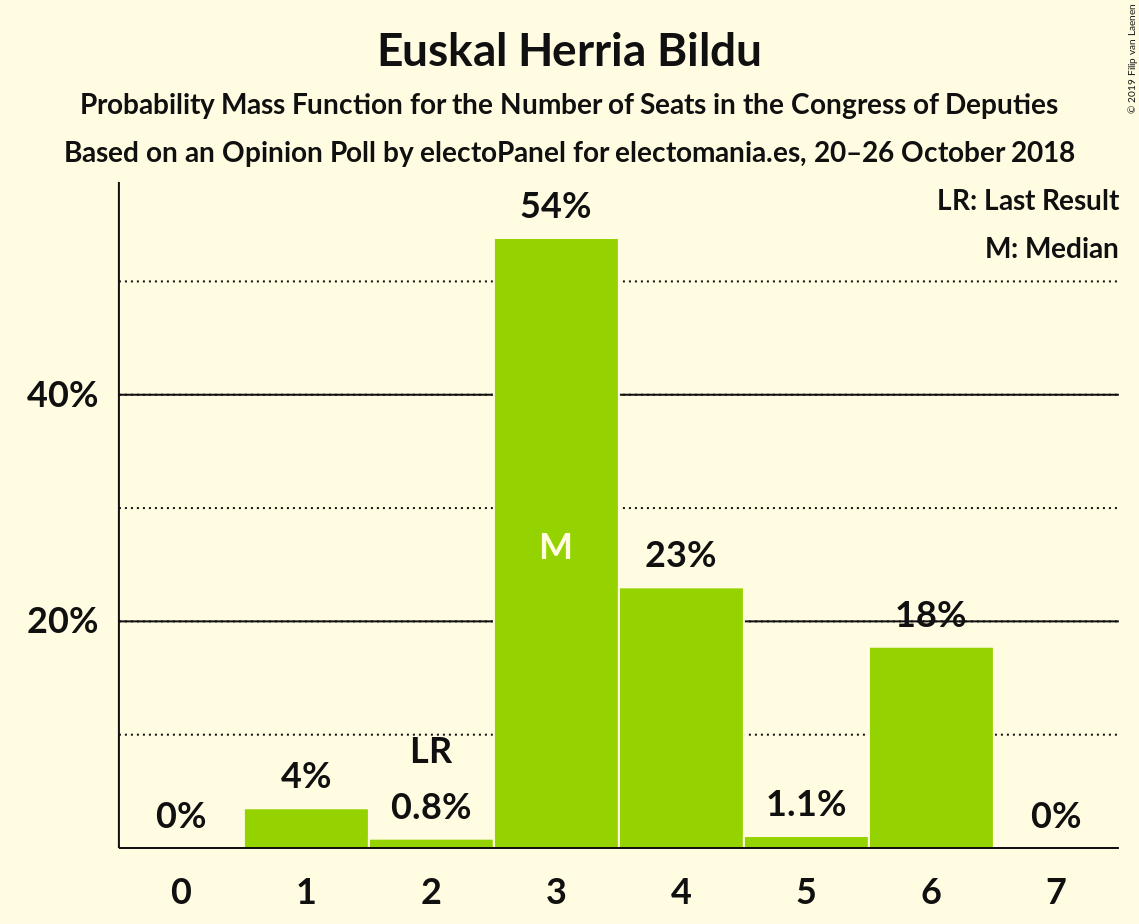 Euskal Herria Bildu
Probability Mass Function for the Number of Seats in the Congress of Deputies
Based on an Opinion Poll by electoPanel for electomania.es, 20–26 October 2018
© 2019 Filip van Laenen
LR: Last Result
M: Median
54%
40%
M
23%
20%
18%
LR
4%
0.8%
1.1%
0%
0%
0 1 2 3 4 5 6 7